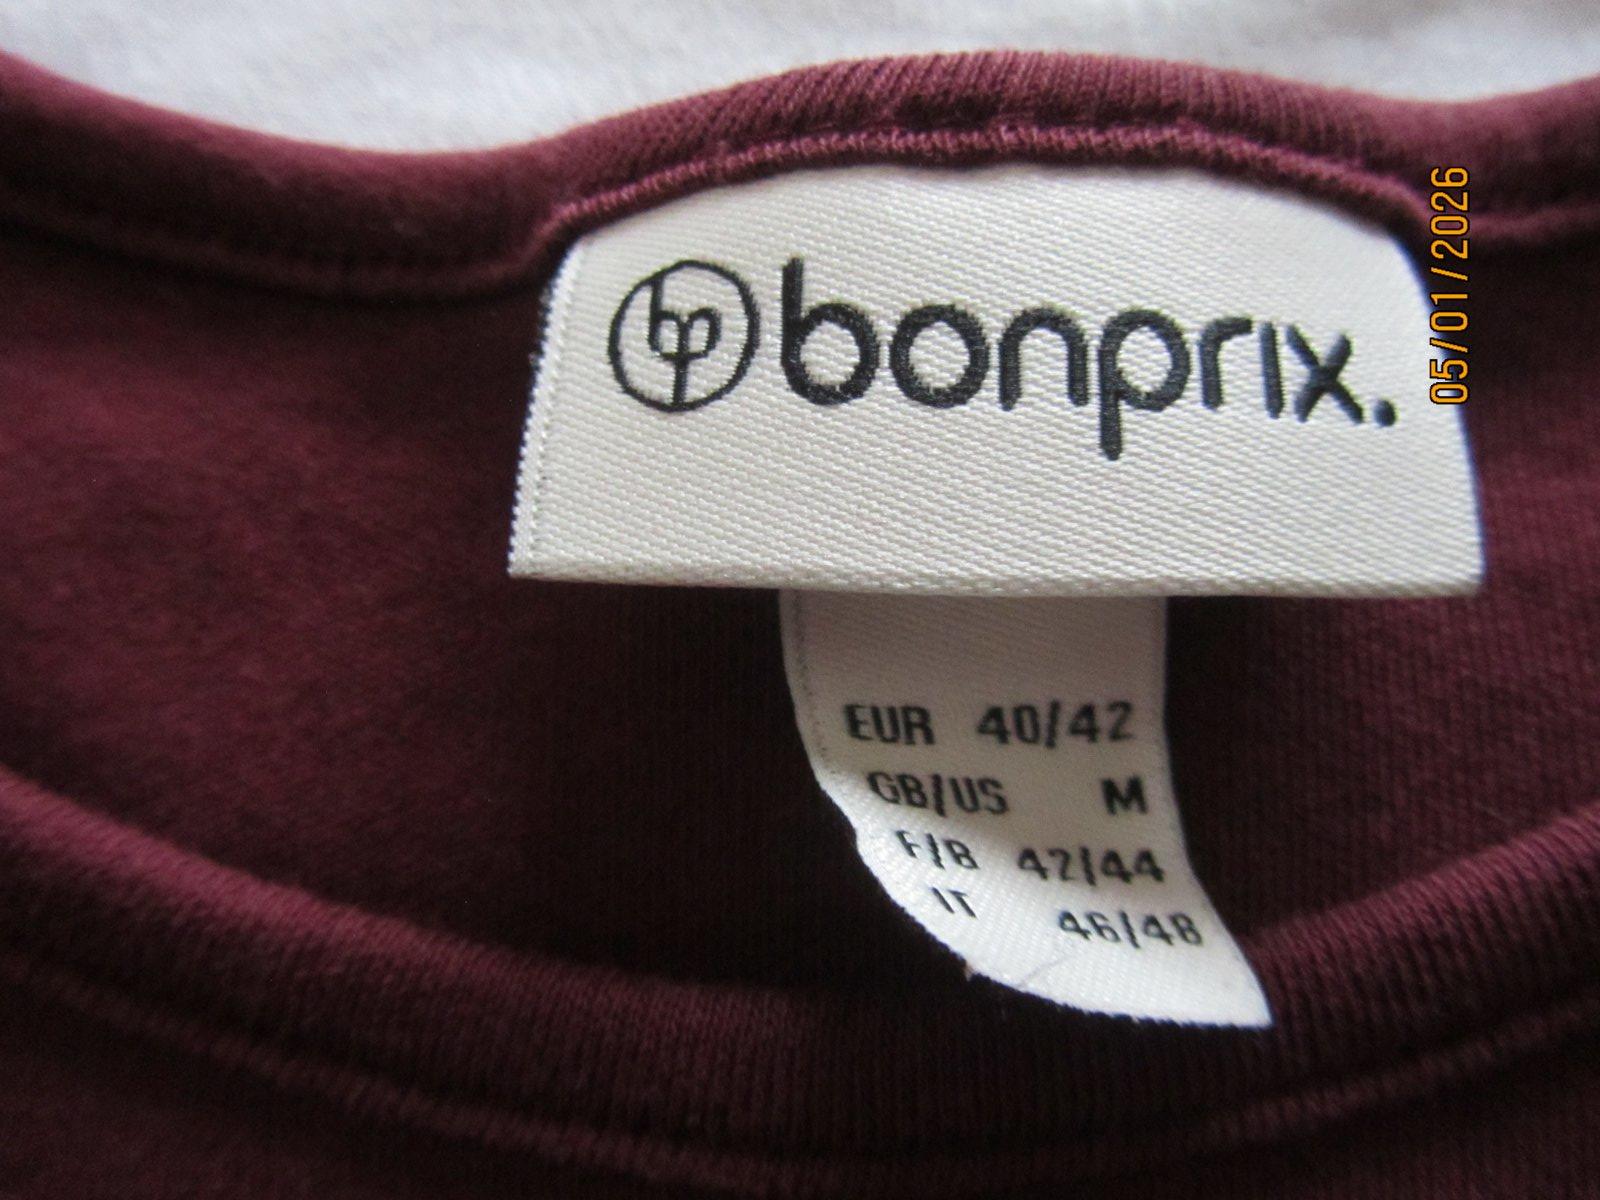 bp bonprix.
05/01/2026
EUR 40/42
GB/US M
F/B 42/44
IT 46/48